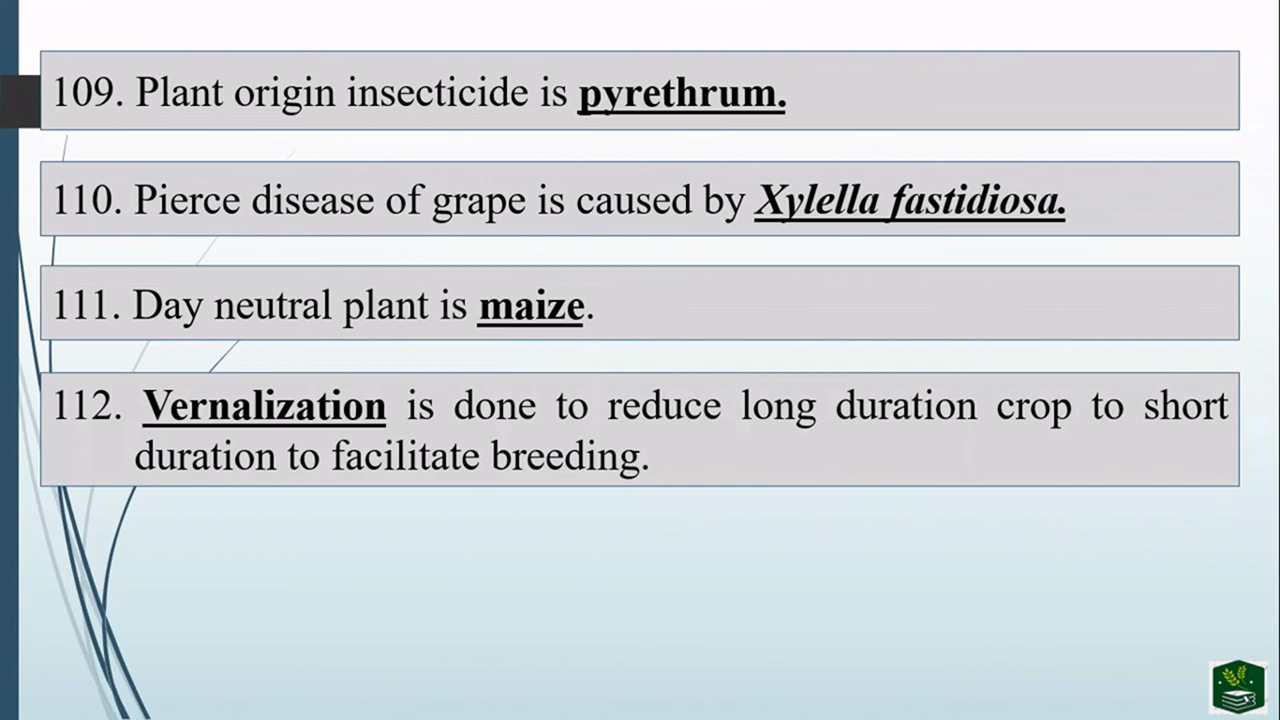 109. Plant origin insecticide is pyrethrum.
110. Pierce disease of grape is caused by Xylella fastidiosa.
111. Day neutral plant is maize.
112. Vernalization is done to reduce long duration crop to short
duration to facilitate breeding.